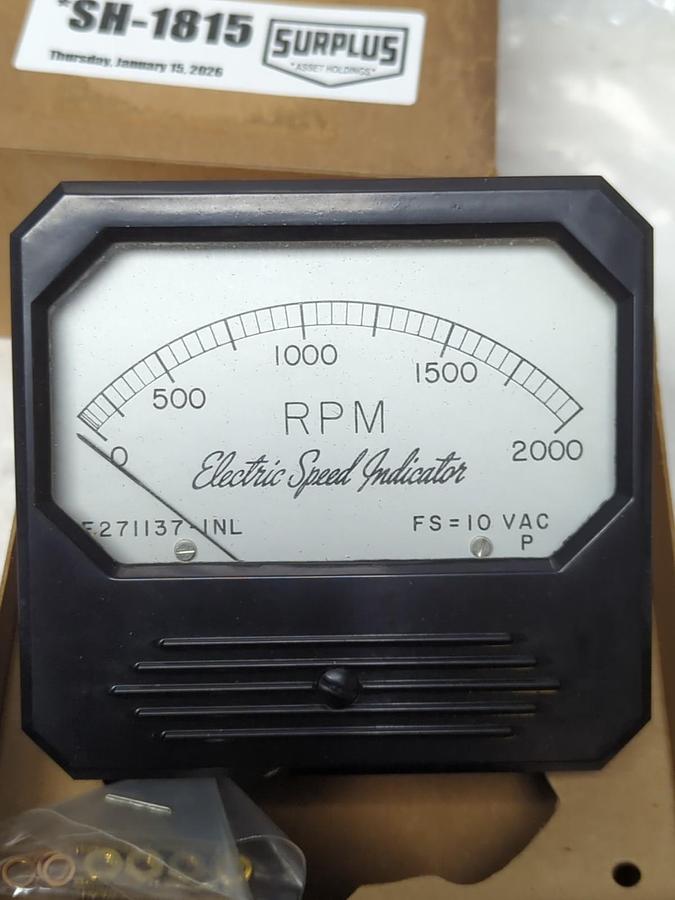 *SH-1815
SURPLUS
*ASSET HOLDINGS*
Thursday, January 15, 2026
0 500 1000 1500 2000
RPM
Electric Speed Indicator
E271137-INL
FS=10 VAC
P